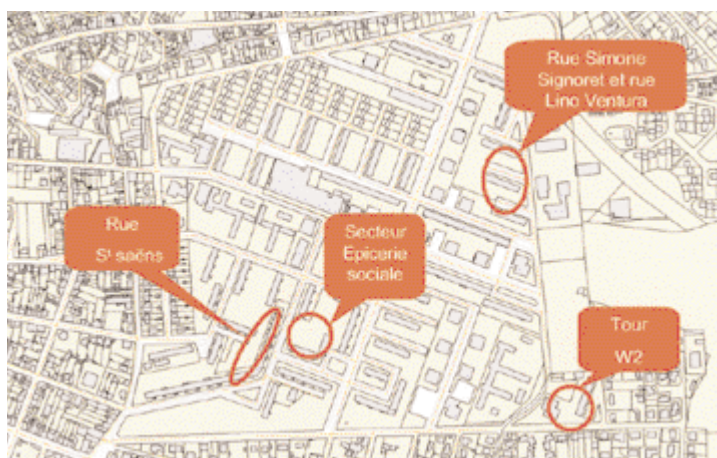 Rue Simone
Signoret et rue
Lino Ventura
Rue
Sᵗ saëns
Secteur
Epicerie
sociale
Tour
W2